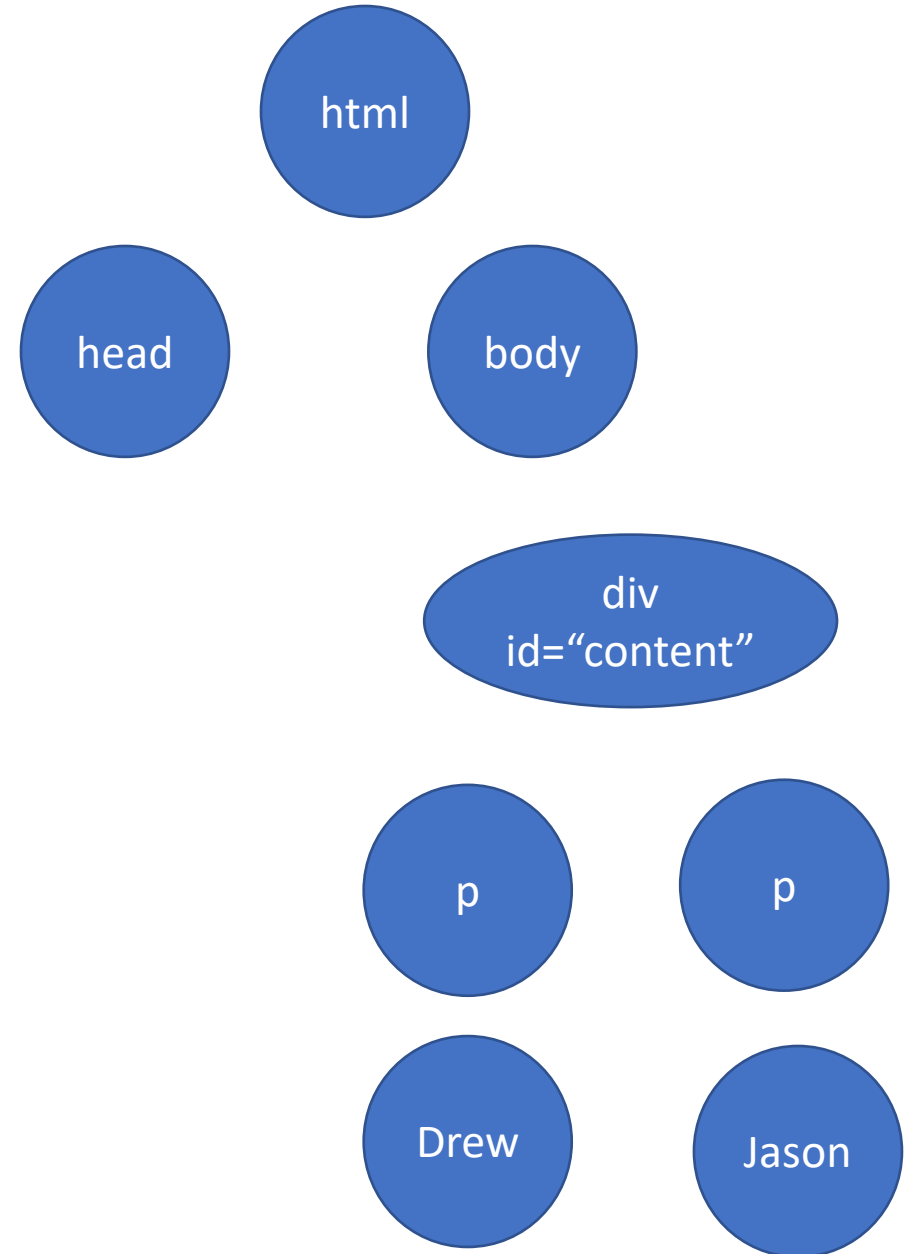 html
head
body
div
id=“content”
p
p
Drew
Jason